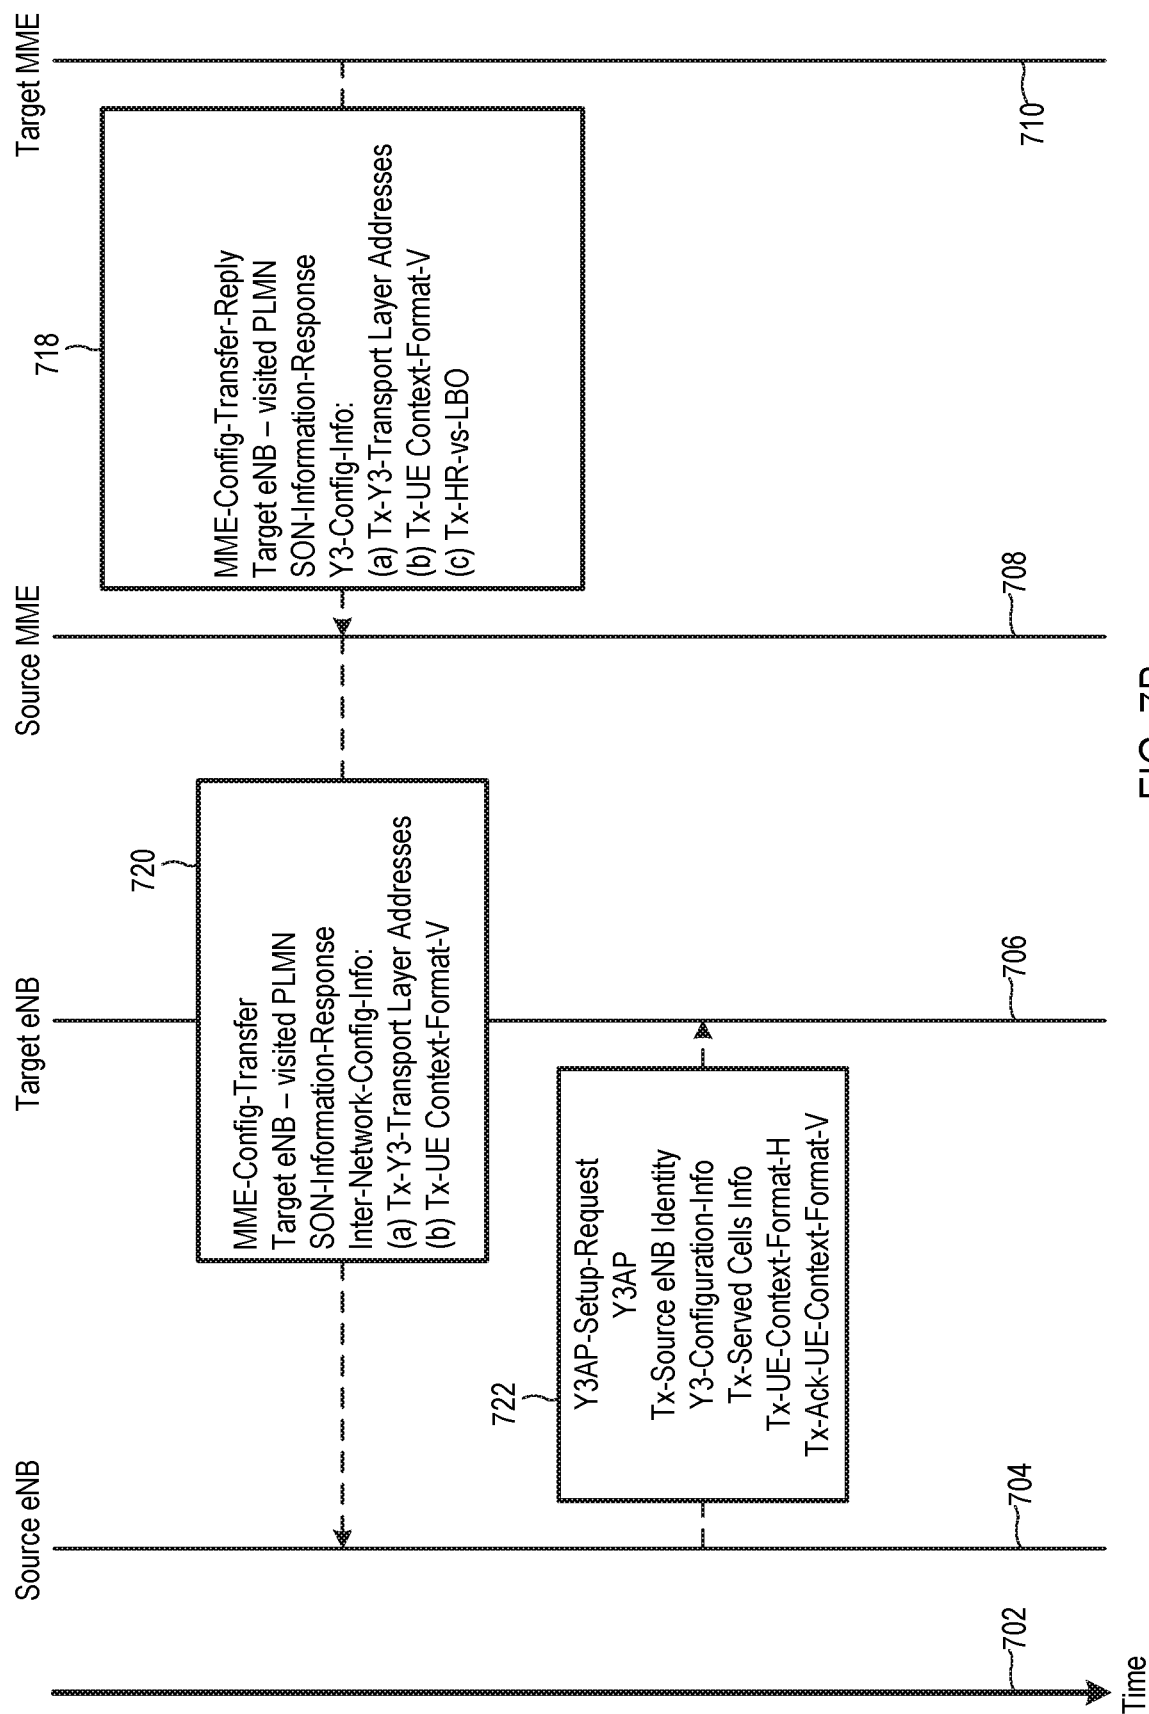 Source eNB
Target eNB
Source MME
Target MME
718
MME-Config-Transfer-Reply
Target eNB – visited PLMN
SON-Information-Response
Y3-Config-Info:
(a) Tx-Y3-Transport Layer Addresses
(b) Tx-UE Context-Format-V
(c) Tx-HR-vs-LBO
720
MME-Config-Transfer
Target eNB – visited PLMN
SON-Information-Response
Inter-Network-Config-Info:
(a) Tx-Y3-Transport Layer Addresses
(b) Tx-UE Context-Format-V
722
Y3AP-Setup-Request
Y3AP
Tx-Source eNB Identity
Y3-Configuration-Info
Tx-Served Cells Info
Tx-UE-Context-Format-H
Tx-Ack-UE-Context-Format-V
702
704
706
708
710
Time